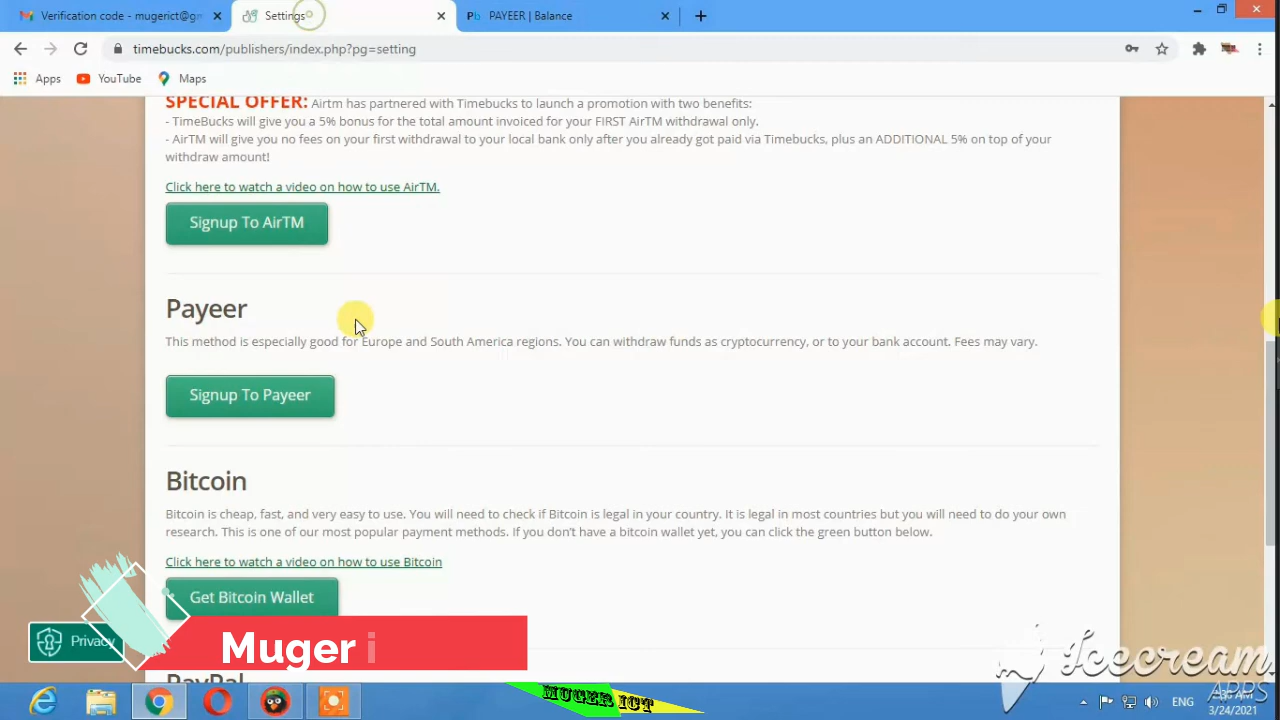 Verification code - mugerict@gm
Settings
PAYEER | Balance
timebucks.com/publishers/index.php?pg=setting
Apps
YouTube
Maps
SPECIAL OFFER: Airtm has partnered with Timebucks to launch a promotion with two benefits:
- TimeBucks will give you a 5% bonus for the total amount invoiced for your FIRST AirTM withdrawal only.
- AirTM will give you no fees on your first withdrawal to your local bank only after you already got paid via Timebucks, plus an ADDITIONAL 5% on top of your
withdraw amount!
Click here to watch a video on how to use AirTM.
Signup To AirTM
Payeer
This method is especially good for Europe and South America regions. You can withdraw funds as cryptocurrency, or to your bank account. Fees may vary.
Signup To Payeer
Bitcoin
Bitcoin is cheap, fast, and very easy to use. You will need to check if Bitcoin is legal in your country. It is legal in most countries but you will need to do your own
research. This is one of our most popular payment methods. If you don't have a bitcoin wallet yet, you can click the green button below.
Click here to watch a video on how to use Bitcoin
Get Bitcoin Wallet
Privacy
Muger i
PayPal
Icecream
APPS
MUGER ICT
ENG
3/24/2021